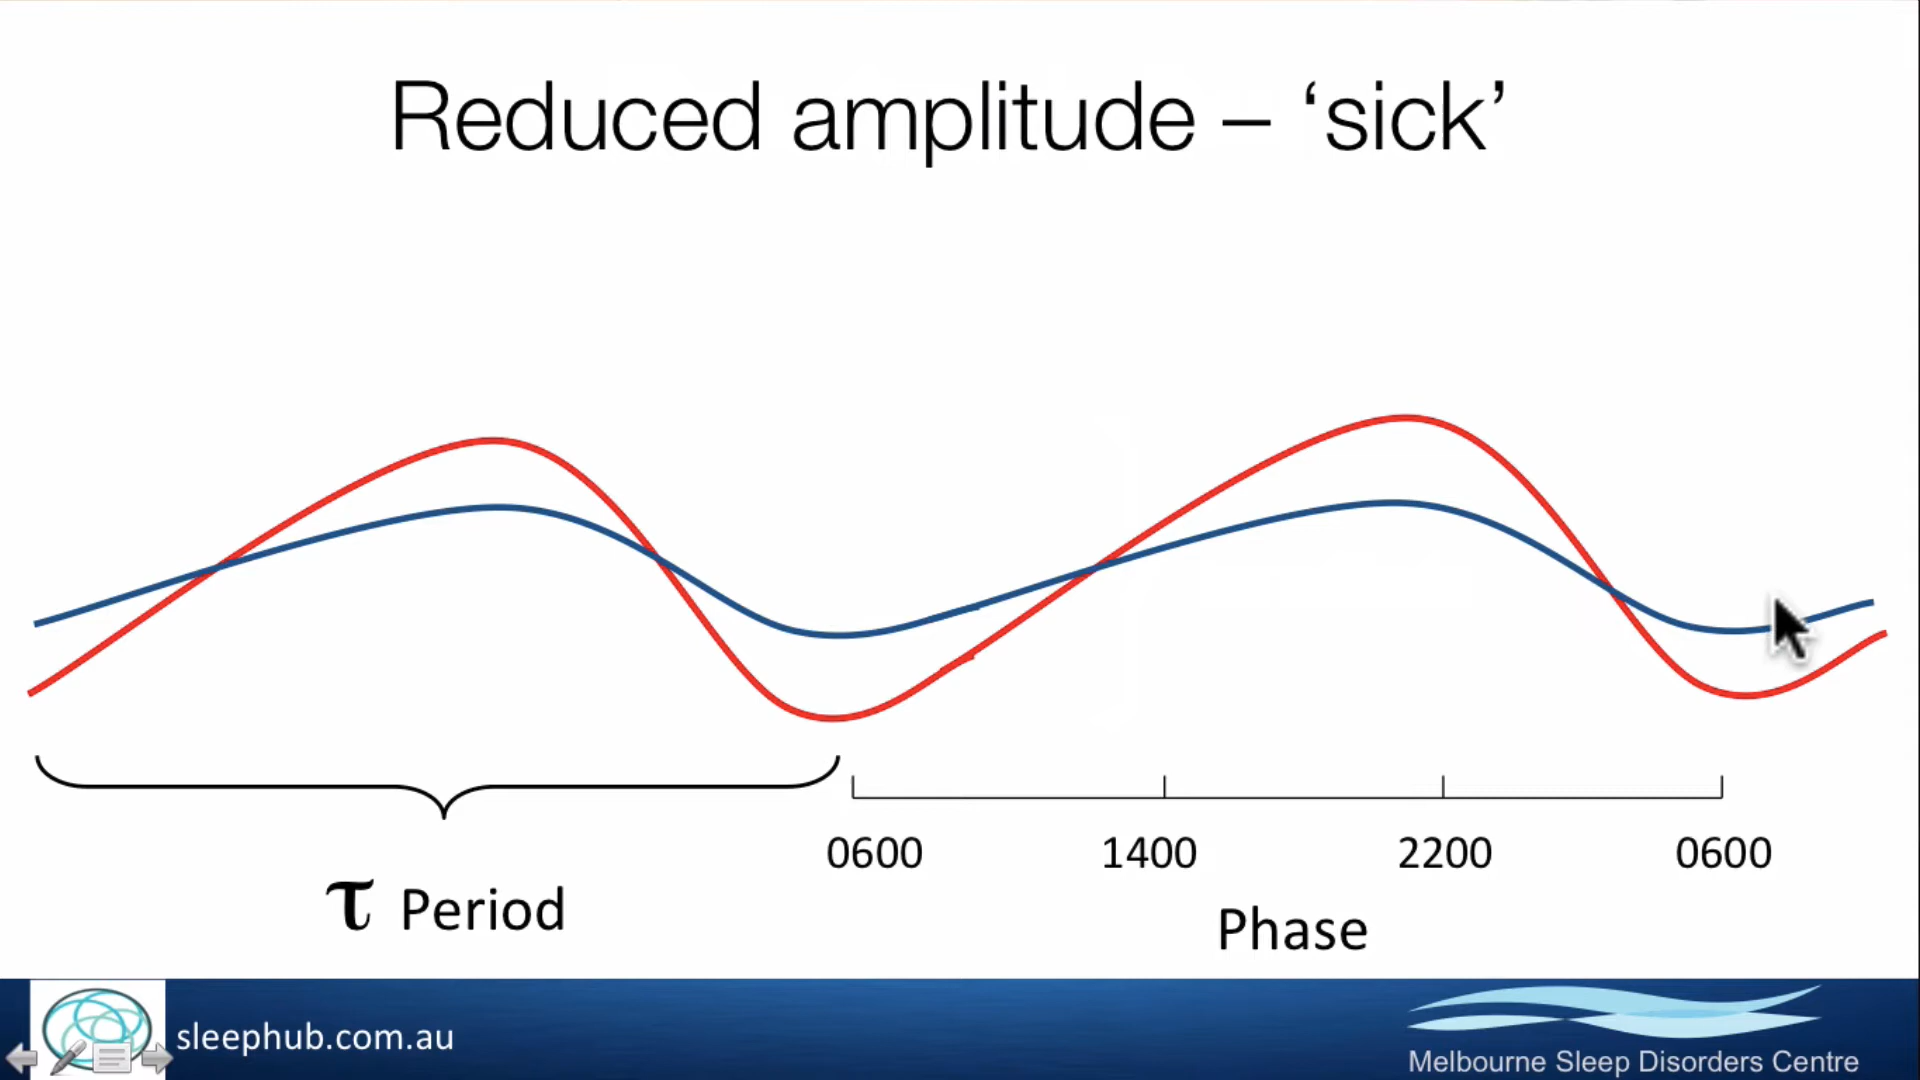 Reduced amplitude – ‘sick’
0600 1400 2200 0600
τ Period
Phase
sleephub.com.au
Melbourne Sleep Disorders Centre